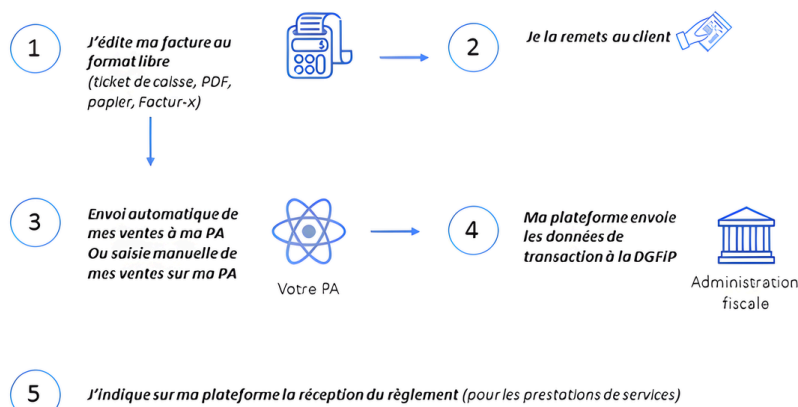 1
J'édite ma facture au
format libre
(ticket de caisse, PDF,
papier, Factur-x)
$
2
Je la remets au client
3
Envoi automatique de
mes ventes à ma PA
Ou saisie manuelle de
mes ventes sur ma PA
Votre PA
4
Ma plateforme envoie
les données de
transaction à la DGFiP
Administration
fiscale
5
J'indique sur ma plateforme la réception du règlement (pour les prestations de services)